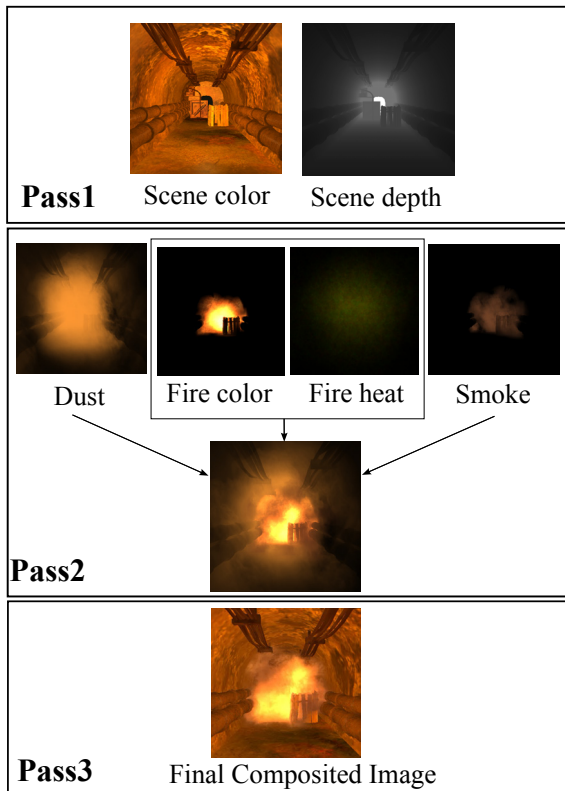 Scene color
Scene depth
Pass1
Dust
Fire color
Fire heat
Smoke
Pass2
Final Composited Image
Pass3